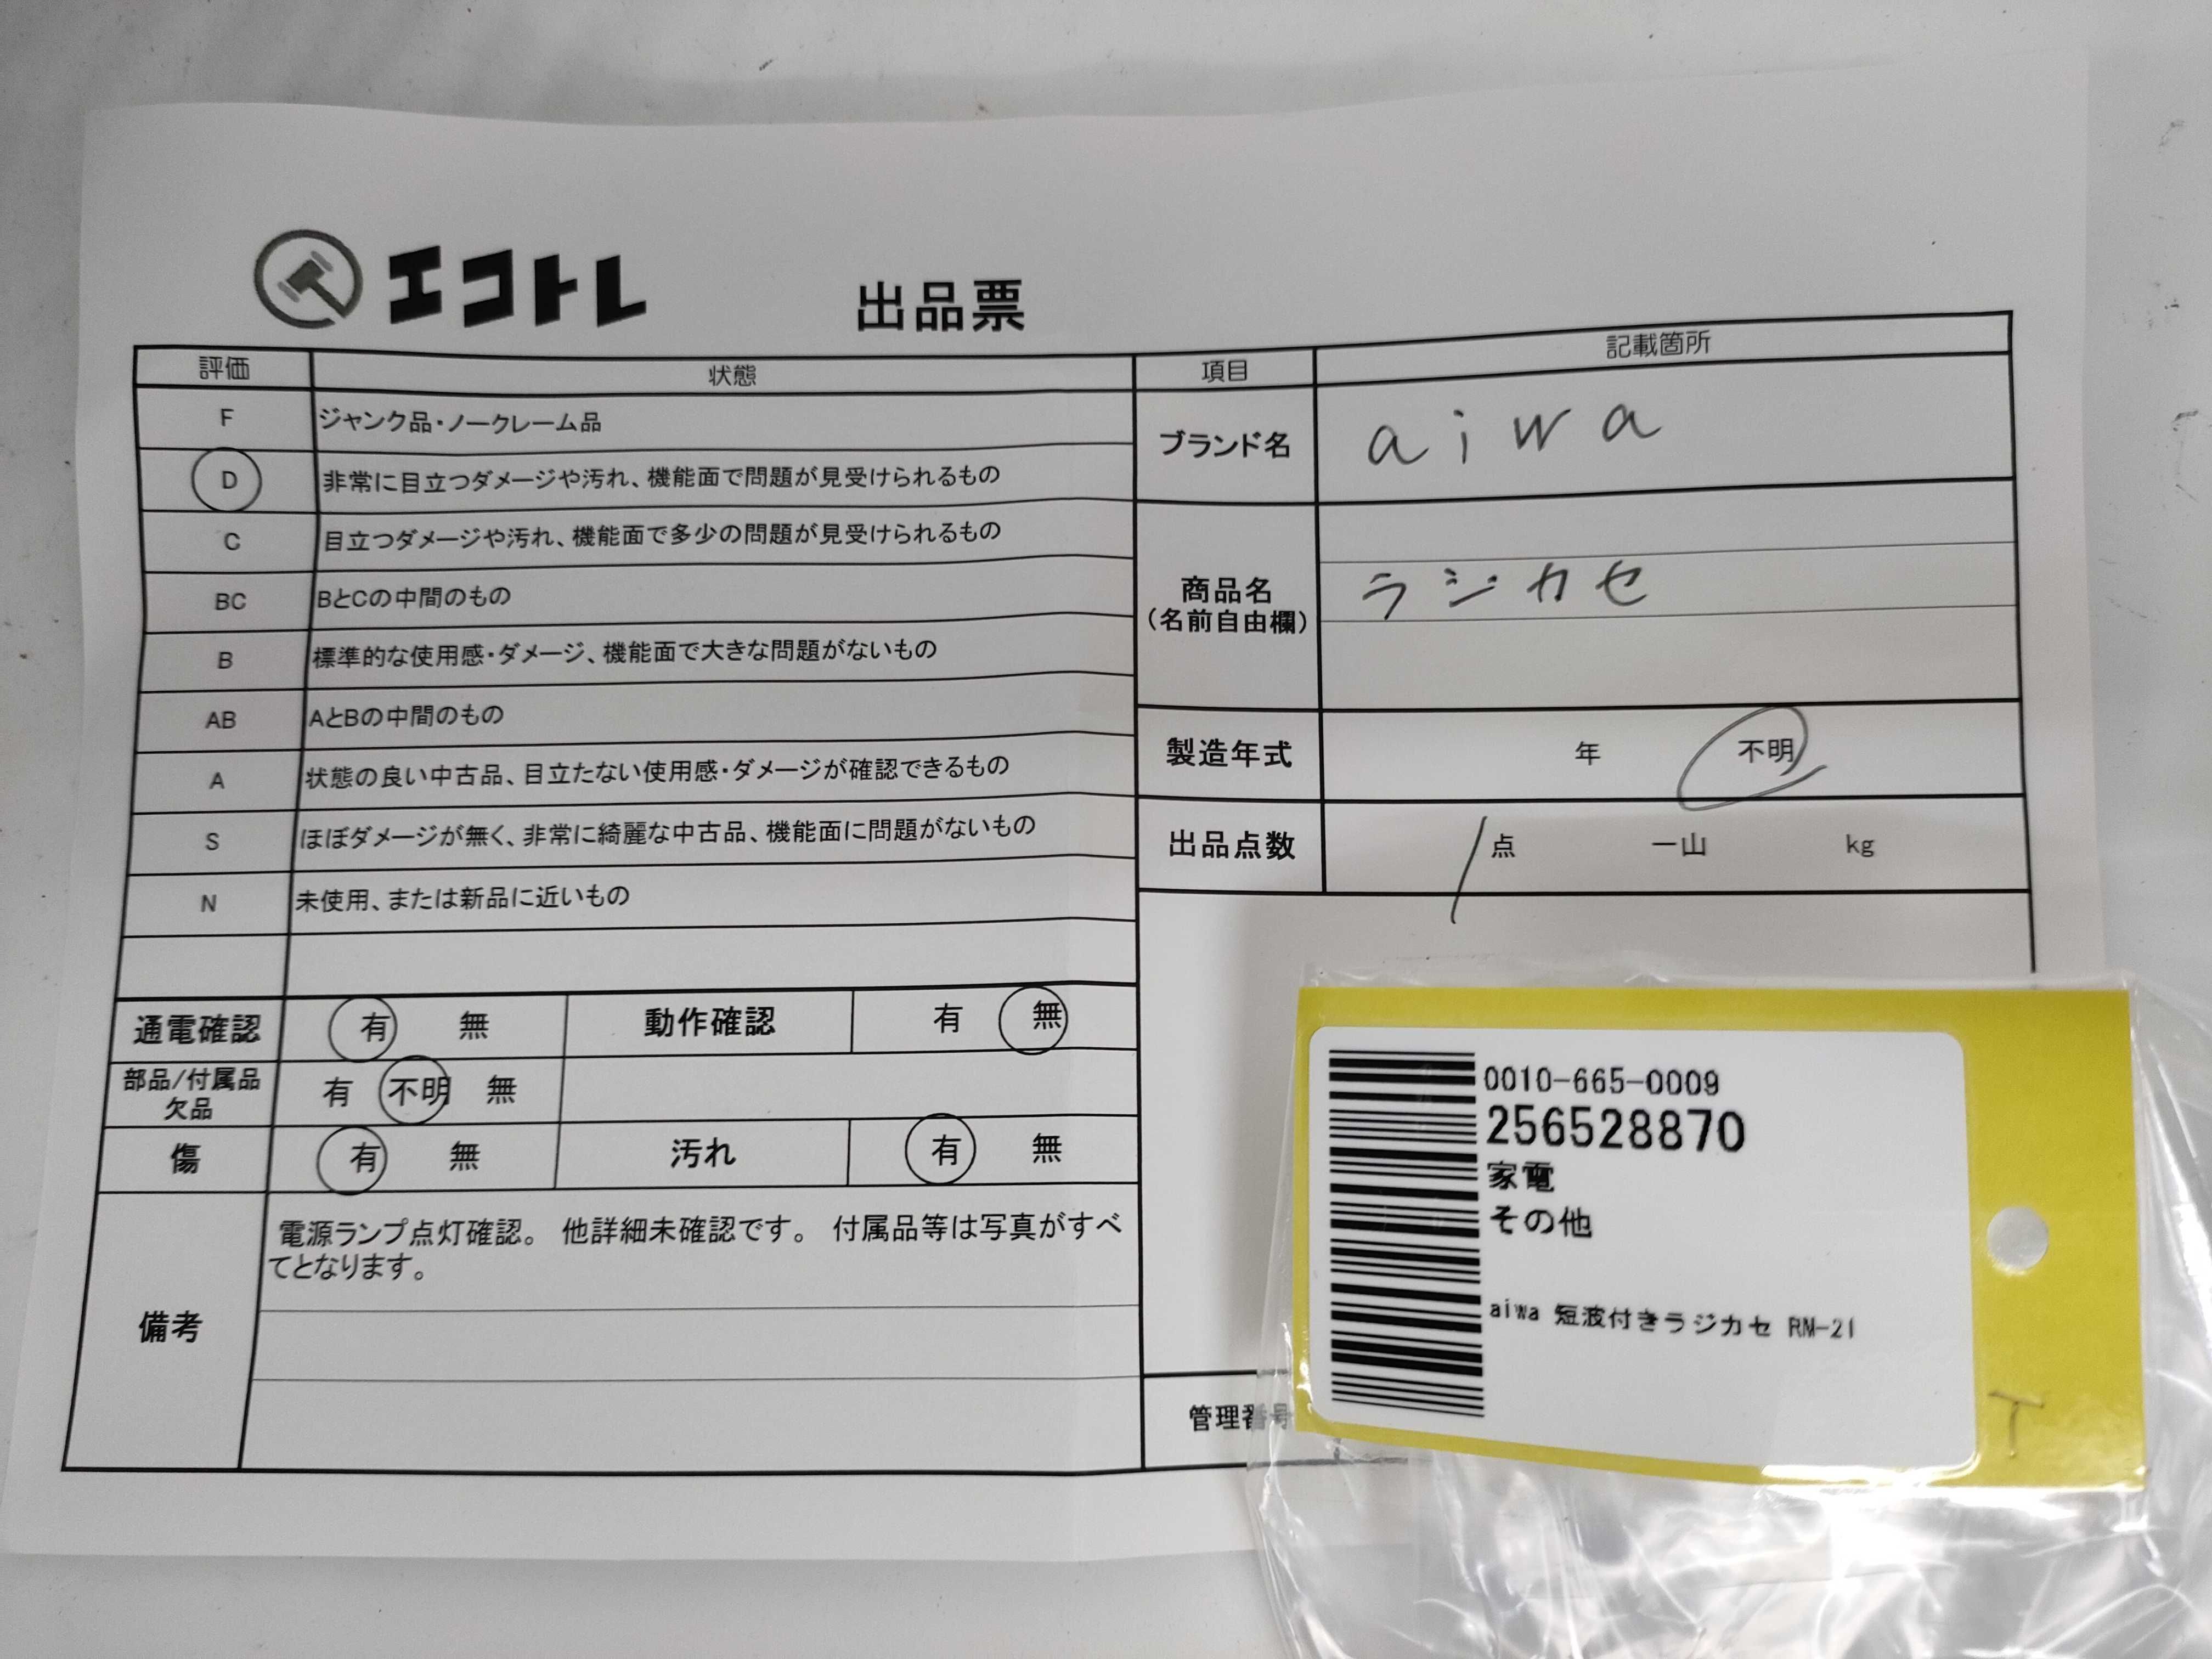 エコトレ 出品票
評価 状態 項目 記載箇所
F ジャンク品・ノークレーム品
D 非常に目立つダメージや汚れ、機能面で問題が見受けられるもの
C 目立つダメージや汚れ、機能面で多少の問題が見受けられるもの
BC BとCの中間のもの
B 標準的な使用感・ダメージ、機能面で大きな問題がないもの
AB AとBの中間のもの
A 状態の良い中古品、目立たない使用感・ダメージが確認できるもの
S ほぼダメージが無く、非常に綺麗な中古品、機能面に問題がないもの
N 未使用、または新品に近いもの
ブランド名 aiwa
商品名
(名前自由欄)
ラジカセ
製造年式 年 不明
出品点数 1 点 一山 kg
通電確認 有 無 動作確認 有 無
部品/付属品
欠品
有 不明 無
傷 有 無 汚れ 有 無
備考
電源ランプ点灯確認。 他詳細未確認です。 付属品等は写真がすべ
てとなります。
管理番号
0010-665-0009
256528870
家電
その他
aiwa 短波付きラジカセ RM-21
T